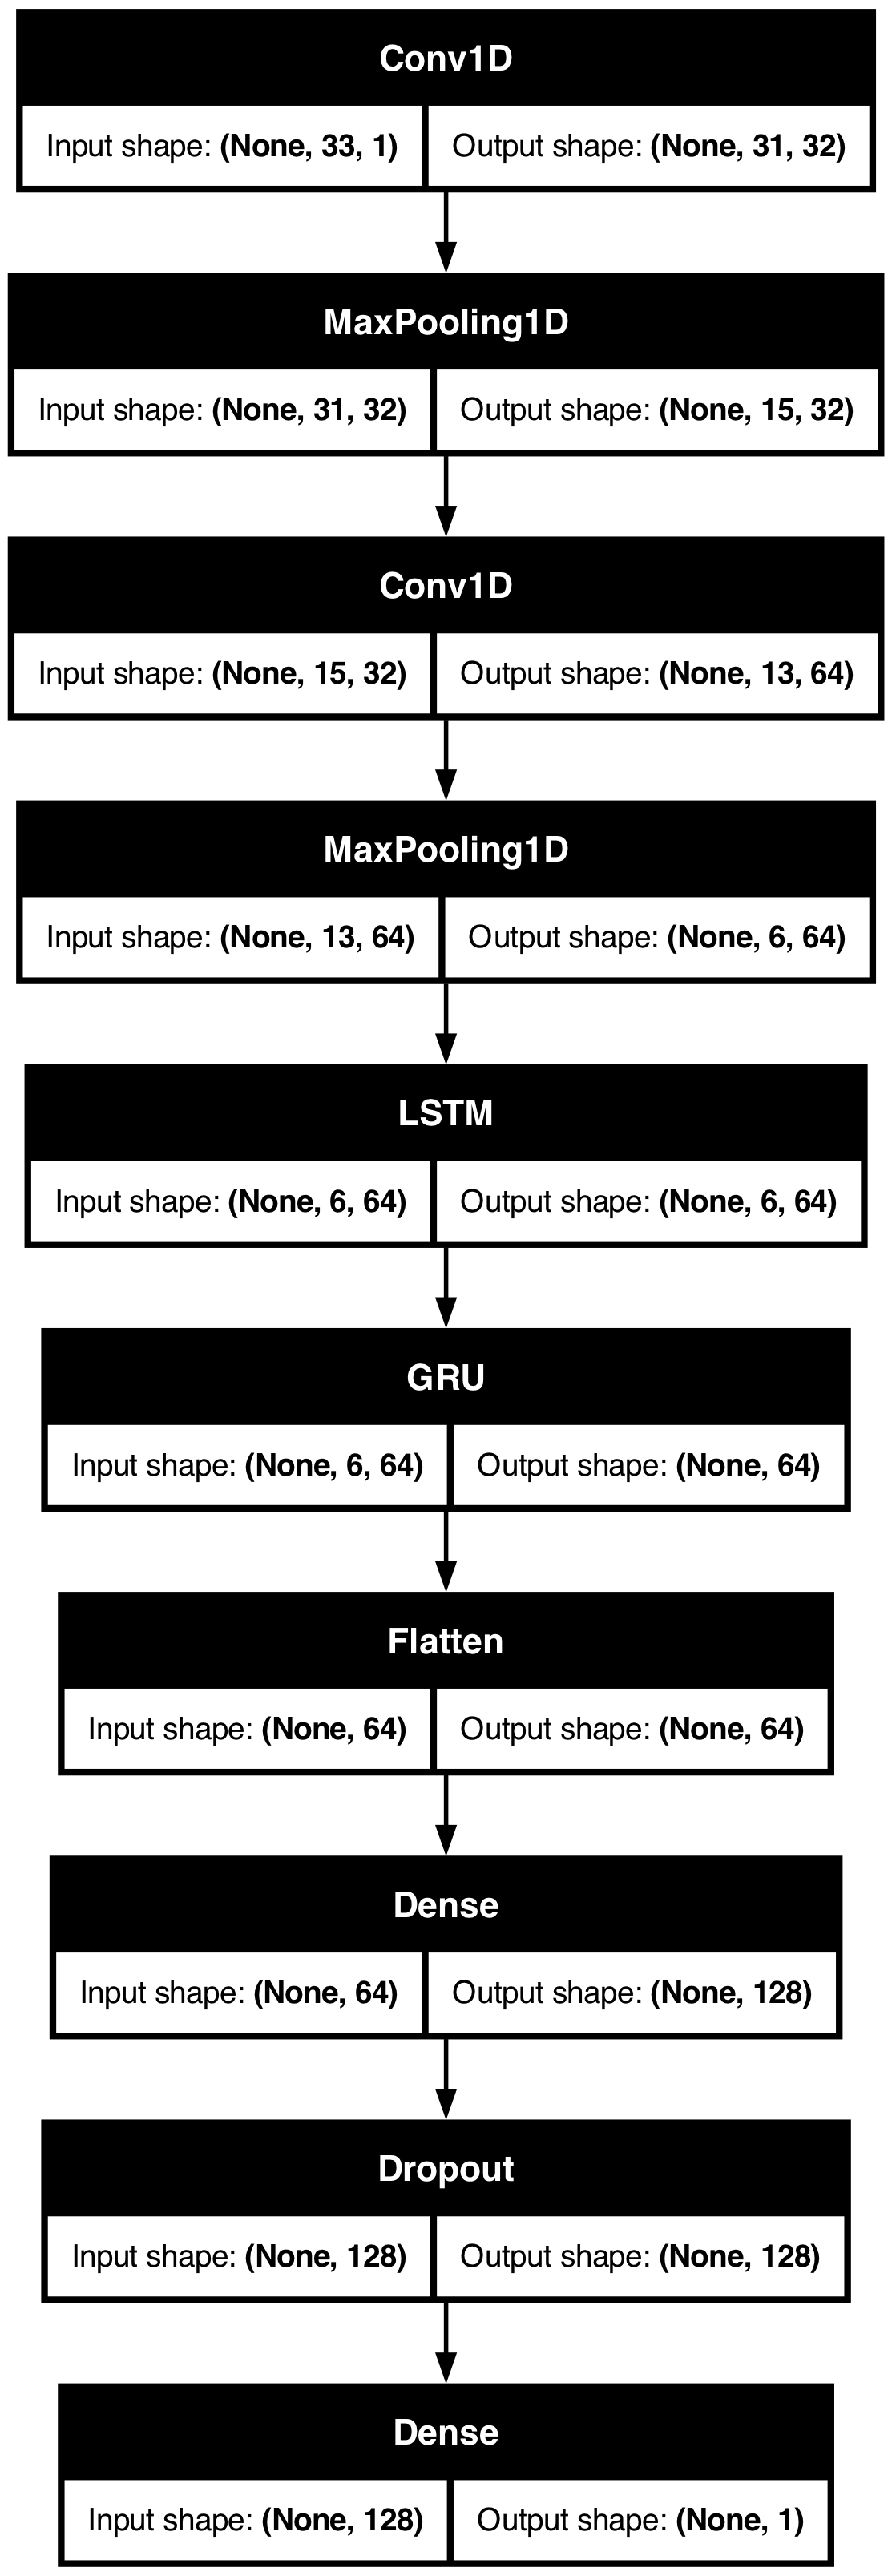 Conv1D
Input shape: (None, 33, 1) Output shape: (None, 31, 32)
MaxPooling1D
Input shape: (None, 31, 32) Output shape: (None, 15, 32)
Conv1D
Input shape: (None, 15, 32) Output shape: (None, 13, 64)
MaxPooling1D
Input shape: (None, 13, 64) Output shape: (None, 6, 64)
LSTM
Input shape: (None, 6, 64) Output shape: (None, 6, 64)
GRU
Input shape: (None, 6, 64) Output shape: (None, 64)
Flatten
Input shape: (None, 64) Output shape: (None, 64)
Dense
Input shape: (None, 64) Output shape: (None, 128)
Dropout
Input shape: (None, 128) Output shape: (None, 128)
Dense
Input shape: (None, 128) Output shape: (None, 1)